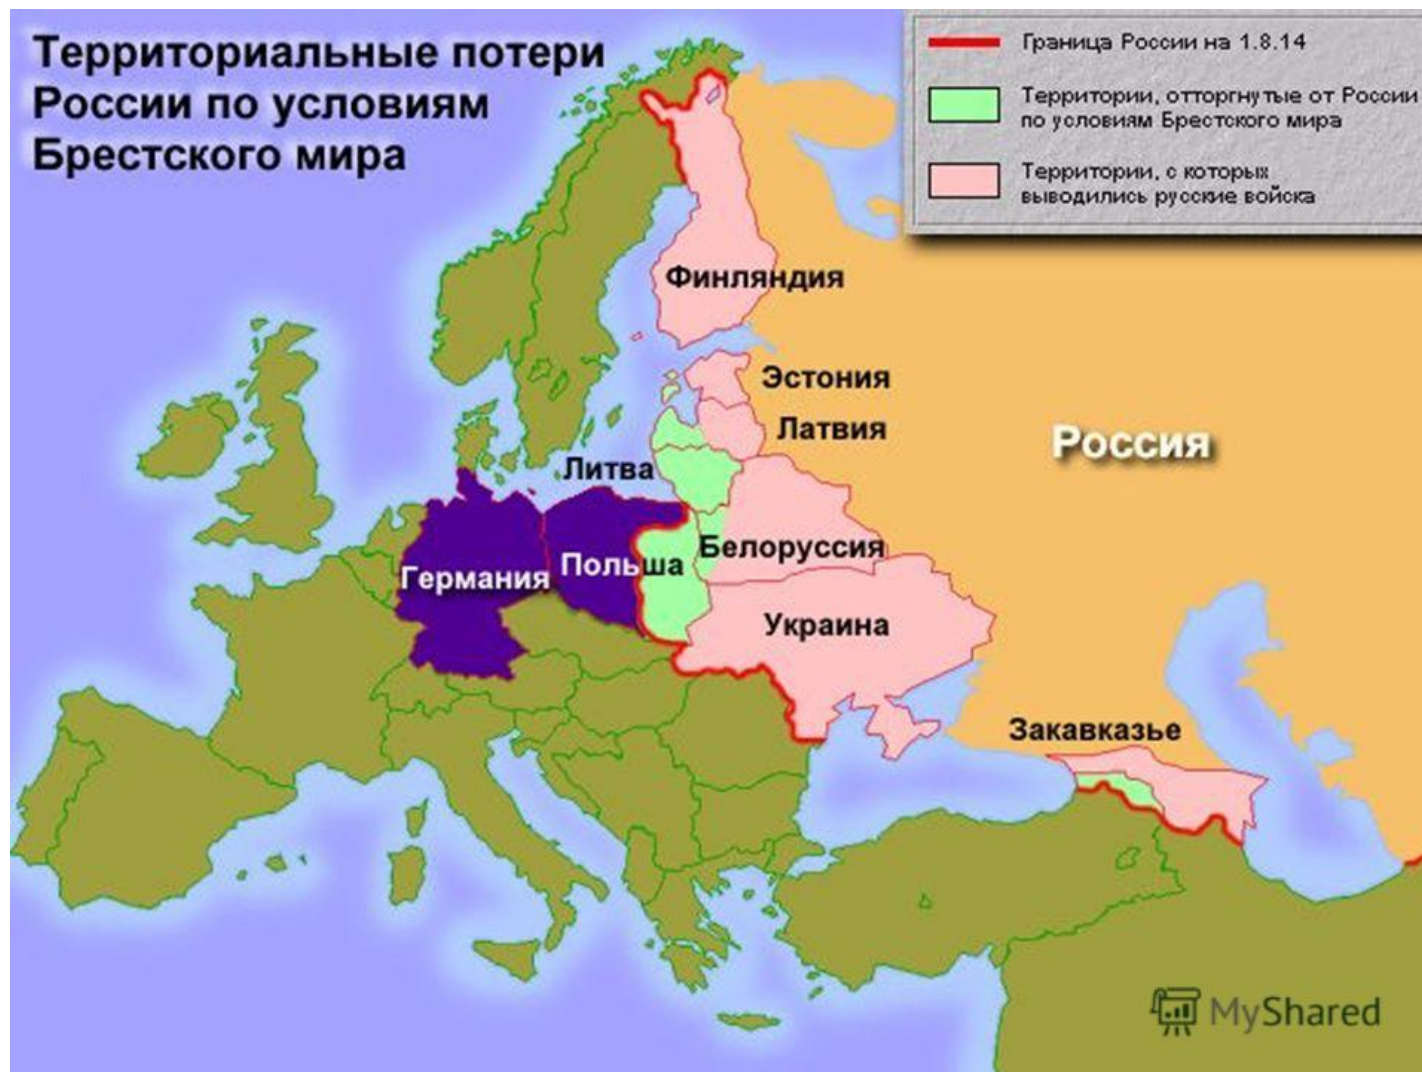 Территориальные потери
России по условиям
Брестского мира
Граница России на 1.8.14
Территории, отторгнутые от России
по условиям Брестского мира
Территории, с которых
выводились русские войска
Финляндия
Эстония
Латвия
Россия
Литва
Белоруссия
Польша
Германия
Украина
Закавказье
MyShared